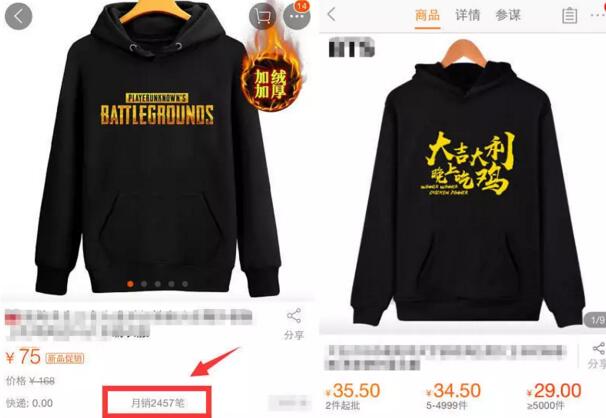 14
加绒
加厚
PLAYERUNKNOWN'S
BATTLEGROUNDS
分享
¥75 新品促销
价格 ¥168
快递: 0.00
月销2457笔
商品 详情 参谋
大吉大利
晚上吃鸡
WINNER WINNER
CHICKEN DINNER
1/9
分享
¥35.50
2件起批
¥34.50
5-4999件
¥29.00
≥5000件